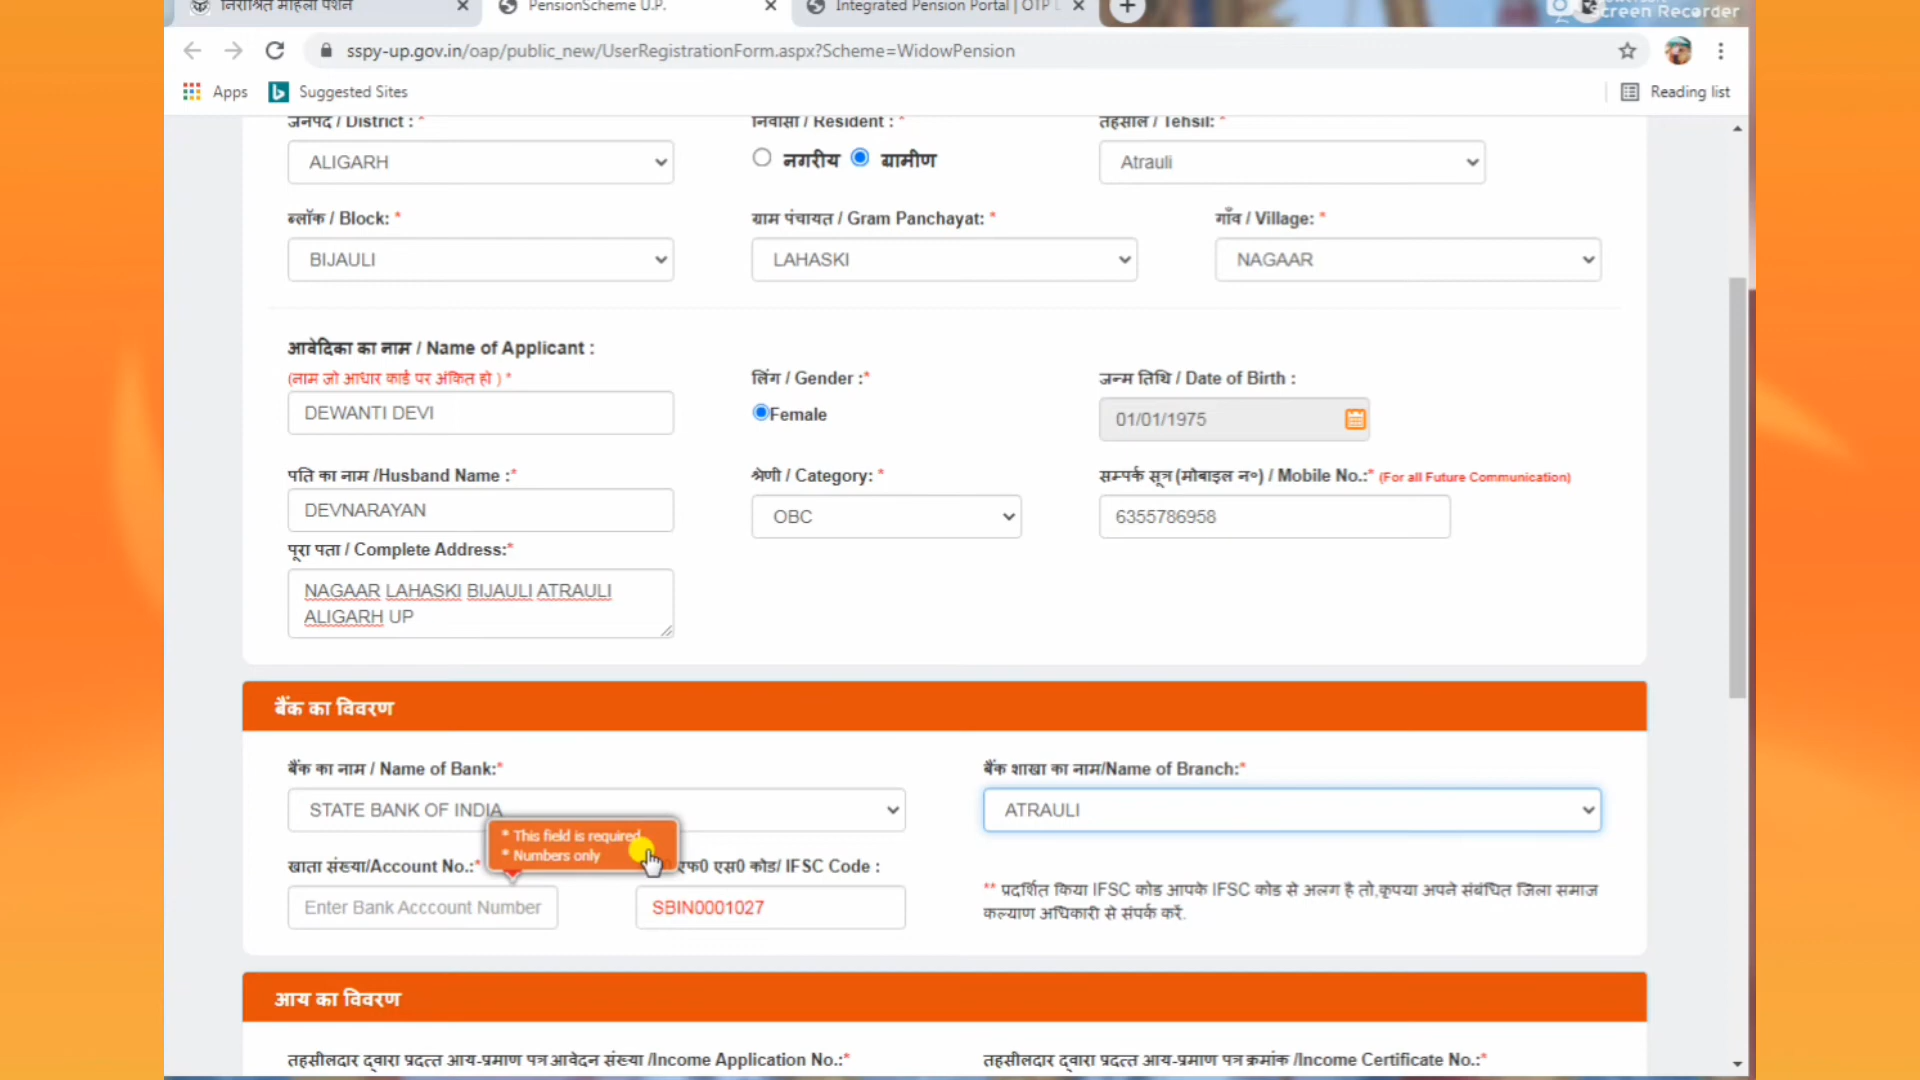 निराश्रित महिला पेंशन
PensionScheme U.P.
Integrated Pension Portal | OTP
Screen Recorder
sspy-up.gov.in/oap/public_new/UserRegistrationForm.aspx?Scheme=WidowPension
Apps
Suggested Sites
Reading list
जनपद / District : *
निवासी / Resident : *
तहसील / Tehsil: *
ALIGARH
नगरीय
ग्रामीण
Atrauli
ब्लॉक / Block: *
ग्राम पंचायत / Gram Panchayat: *
गाँव / Village: *
BIJAULI
LAHASKI
NAGAAR
आवेदिका का नाम / Name of Applicant :
(नाम जो आधार कार्ड पर अंकित हो ) *
लिंग / Gender :*
जन्म तिथि / Date of Birth :
DEWANTI DEVI
Female
01/01/1975
पति का नाम /Husband Name :*
श्रेणी / Category: *
सम्पर्क सूत्र (मोबाइल न०) / Mobile No.:* (For all Future Communication)
DEVNARAYAN
OBC
6355786958
पूरा पता / Complete Address:*
NAGAAR LAHASKI BIJAULI ATRAULI
ALIGARH UP
बैंक का विवरण
बैंक का नाम / Name of Bank:*
बैंक शाखा का नाम/Name of Branch:*
STATE BANK OF INDIA
ATRAULI
* This field is required
* Numbers only
खाता संख्या/Account No.:*
एफ0 एस0 कोड/ IFSC Code :
Enter Bank Acccount Number
SBIN0001027
** प्रदर्शित किया IFSC कोड आपके IFSC कोड से अलग है तो,कृपया अपने संबंधित जिला समाज
कल्याण अधिकारी से संपर्क करें.
आय का विवरण
तहसीलदार द्वारा प्रदत्त आय-प्रमाण पत्र आवेदन संख्या /Income Application No.:*
तहसीलदार द्वारा प्रदत्त आय-प्रमाण पत्र क्रमांक /Income Certificate No.:*